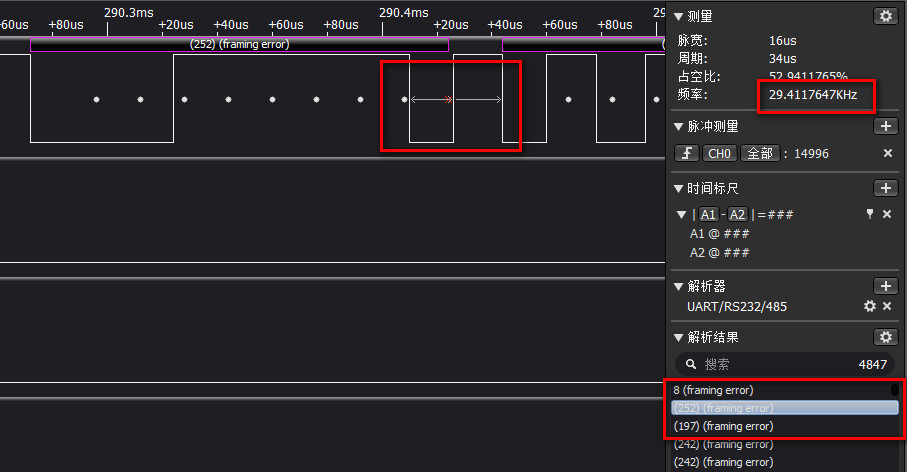 290.3ms 290.4ms 29
+60us +80us +20us +40us +60us +80us +20us +40us +60us
(252) (framing error) (
测量
脉宽: 16us
周期: 34us
占空比: 52.9411765%
频率: 29.4117647KHz
脉冲测量
CH0 全部 : 14996
时间标尺
| A1 - A2 | =###
A1 @ ###
A2 @ ###
解析器
UART/RS232/485
解析结果
搜索 4847
8 (framing error)
(252) (framing error)
(197) (framing error)
(242) (framing error)
(242) (framing error)